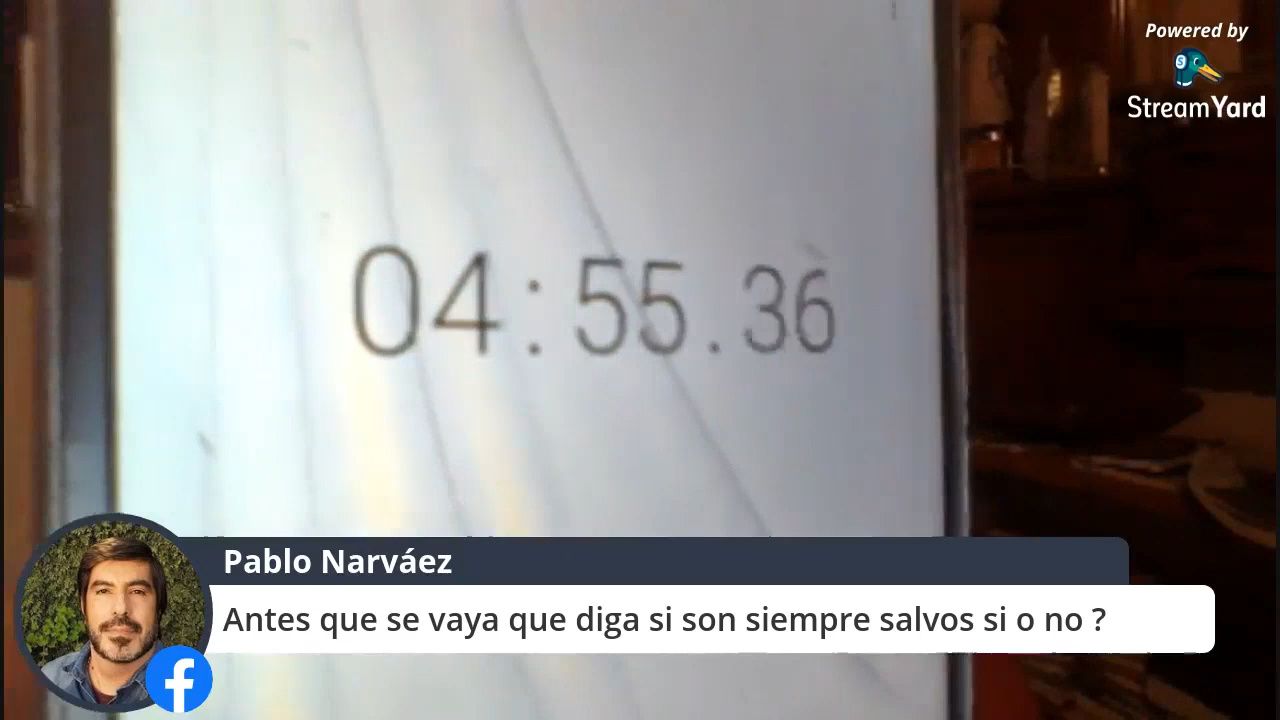 Powered by
StreamYard
04:55.36
Pablo Narváez
Antes que se vaya que diga si son siempre salvos si o no ?